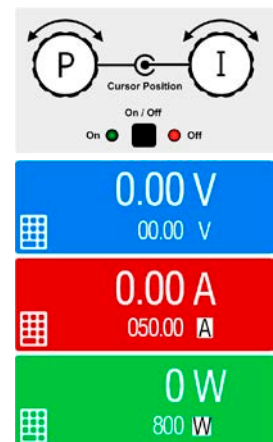 P I
Cursor Position
On / Off
On Off
0.00 V
00.00 V
0.00 A
050.00 A
0 W
800 W